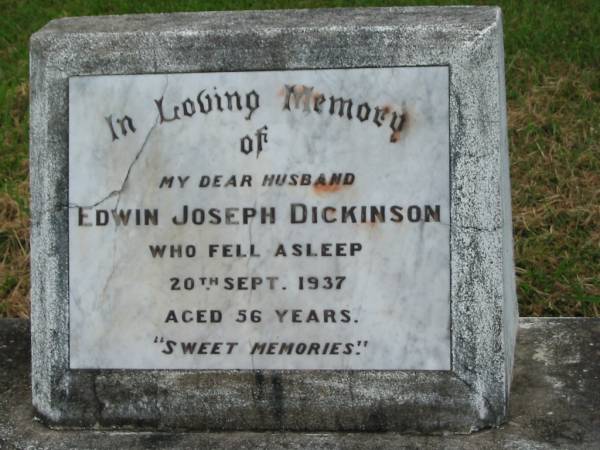 In Loving Memory
of
MY DEAR HUSBAND
EDWIN JOSEPH DICKINSON
WHO FELL ASLEEP
20TH SEPT. 1937
AGED 56 YEARS.
"SWEET MEMORIES."